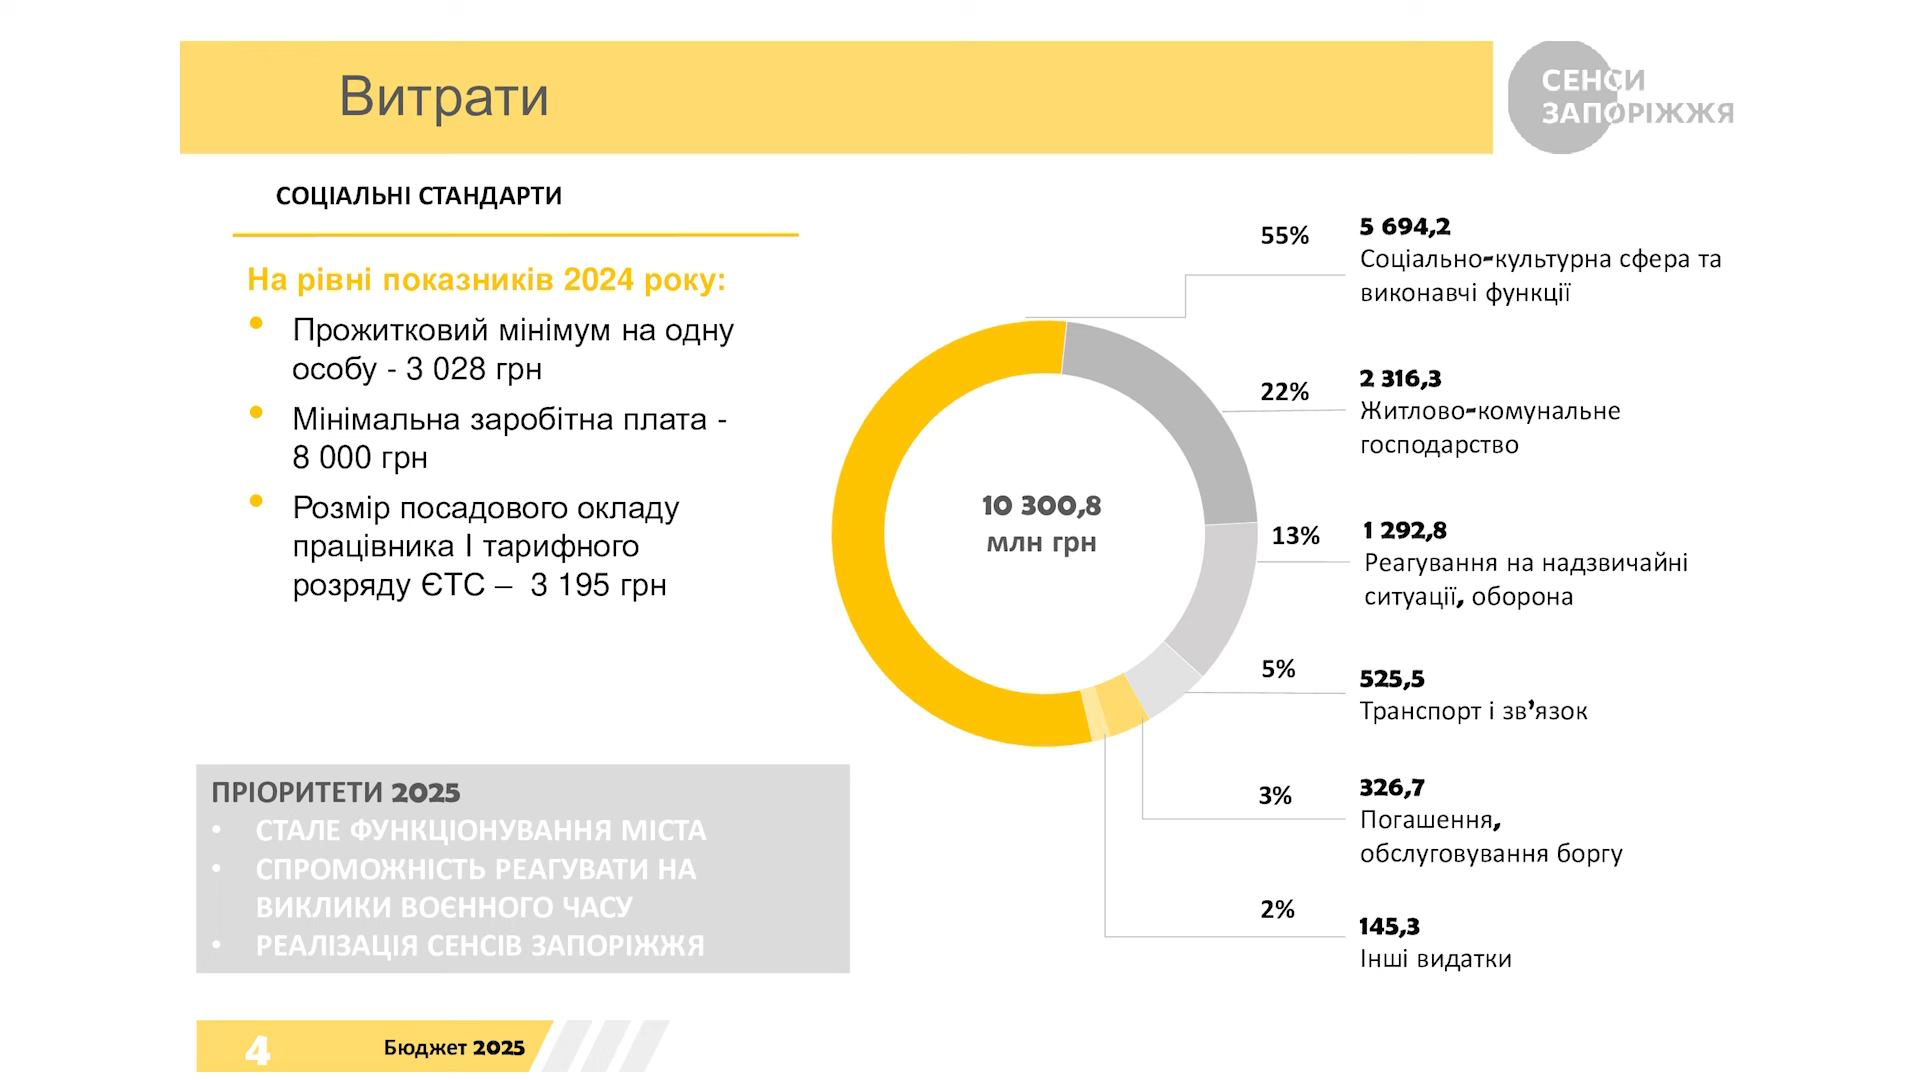 Витрати
СЕНСИ
ЗАПОРІЖЖЯ
СОЦІАЛЬНІ СТАНДАРТИ
На рівні показників 2024 року:
• Прожитковий мінімум на одну
особу - 3 028 грн
• Мінімальна заробітна плата -
8 000 грн
• Розмір посадового окладу
працівника І тарифного
розряду ЄТС – 3 195 грн
ПРІОРИТЕТИ 2025
• СТАЛЕ ФУНКЦІОНУВАННЯ МІСТА
• СПРОМОЖНІСТЬ РЕАГУВАТИ НА
ВИКЛИКИ ВОЄННОГО ЧАСУ
• РЕАЛІЗАЦІЯ СЕНСІВ ЗАПОРІЖЖЯ
10 300,8
млн грн
55%
5 694,2
Соціально-культурна сфера та
виконавчі функції
22%
2 316,3
Житлово-комунальне
господарство
13%
1 292,8
Реагування на надзвичайні
ситуації, оборона
5%
525,5
Транспорт і зв’язок
3%
326,7
Погашення,
обслуговування боргу
2%
145,3
Інші видатки
4
Бюджет 2025